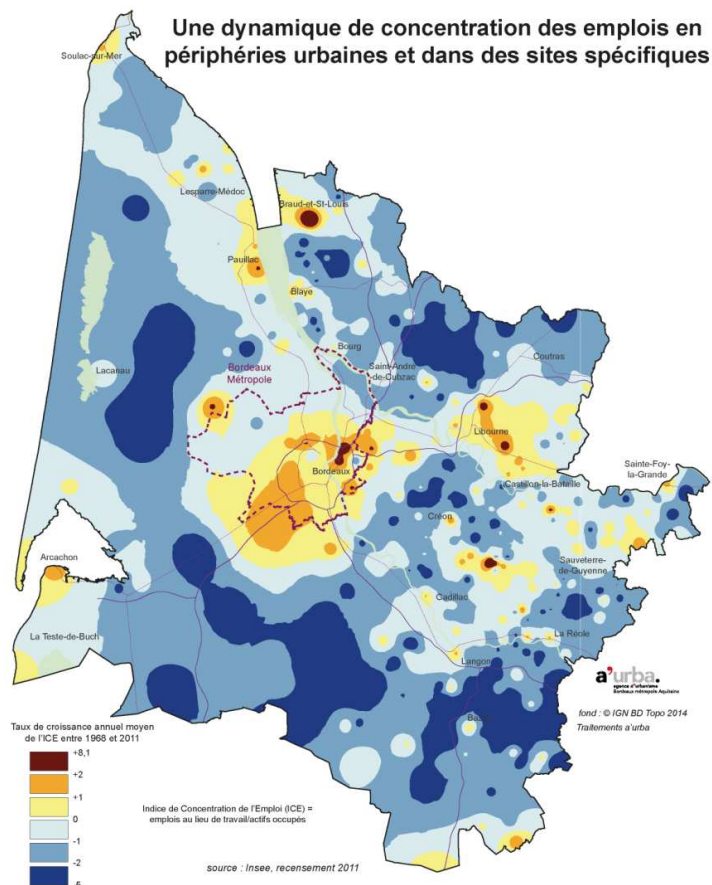 Une dynamique de concentration des emplois en
périphéries urbaines et dans des sites spécifiques
Soulac-sur-Mer
Lesparre-Médoc
Braud-et-St-Louis
Pauillac
Blaye
Bourg
Lacanau
Bordeaux
Métropole
Saint-André
de-Cubzac
Coutras
Libourne
Bordeaux
Sainte-Foy-
la-Grande
Castillon-la-Bataille
Créon
Arcachon
Sauveterre-
de-Guyenne
Cadillac
La Teste-de-Buch
La Réole
Langon
a'urba.
agence d'urbanisme
Bordeaux métropole Aquitaine
Bazas
fond : © IGN BD Topo 2014
Traitements a'urba
Taux de croissance annuel moyen
de l'ICE entre 1968 et 2011
+8,1
+2
+1
0
-1
-2
-5
Indice de Concentration de l'Emploi (ICE) =
emplois au lieu de travail/actifs occupés
source : Insee, recensement 2011